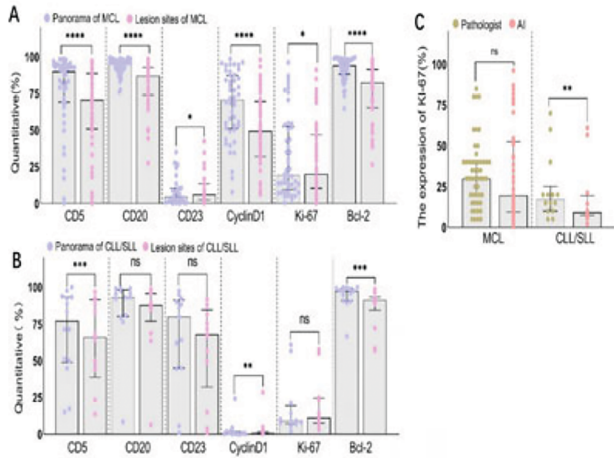 A
Panorama of MCL
Lesion sites of MCL
Quantitative(%)
100
75
50
25
0
****
****
*
****
*
****
CD5
CD20
CD23
CyclinD1
Ki-67
Bcl-2
B
Panorama of CLL/SLL
Lesion sites of CLL/SLL
Quantitative(%)
100
75
50
25
0
***
ns
ns
**
ns
***
CD5
CD20
CD23
CyclinD1
Ki-67
Bcl-2
C
Pathologist
AI
The expression of KI-67(%)
100
75
50
25
0
ns
**
MCL
CLL/SLL